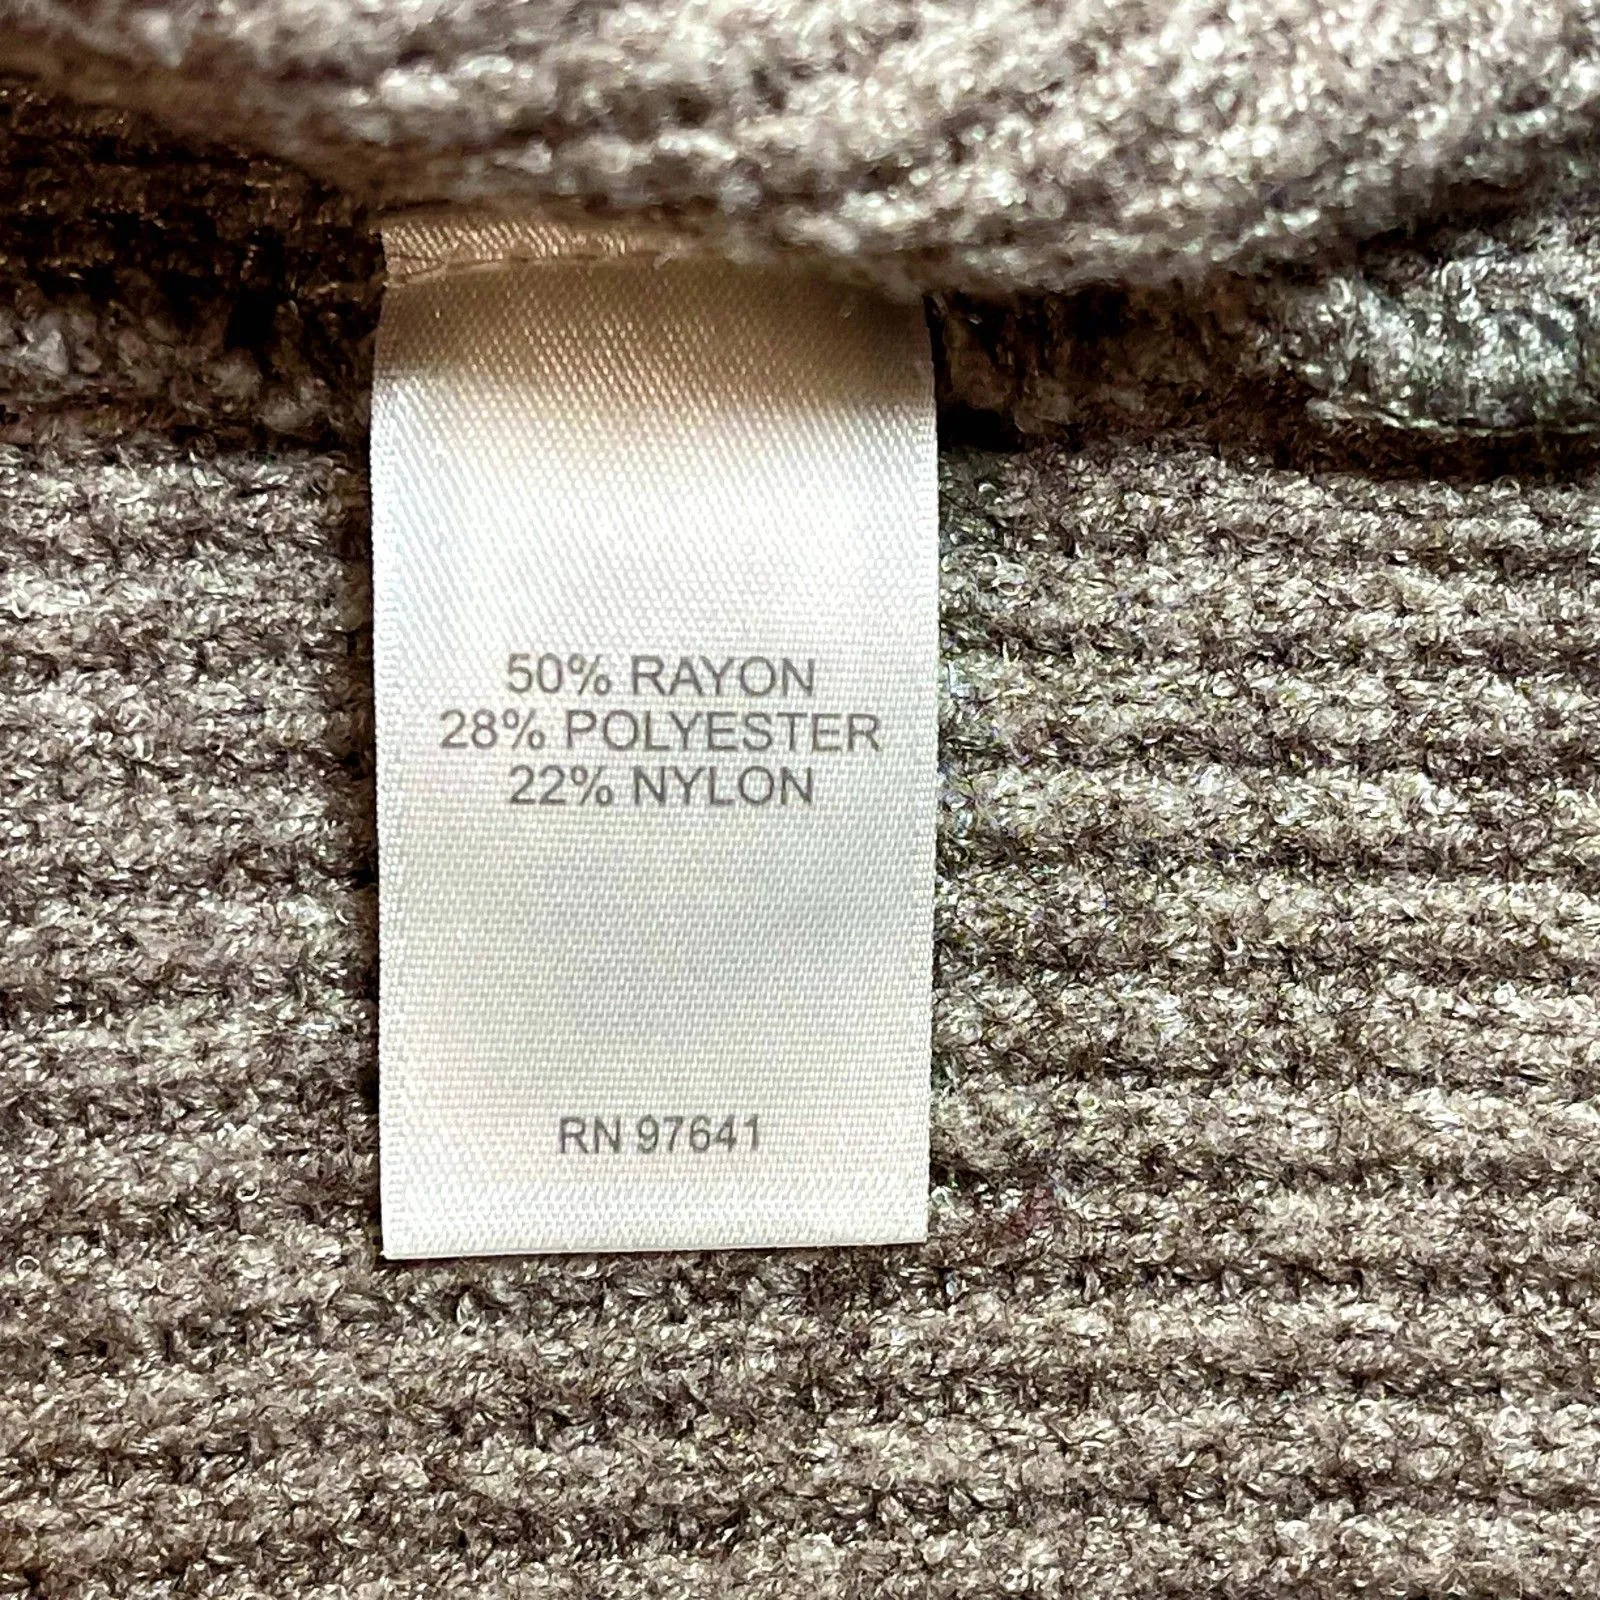 50% RAYON
28% POLYESTER
22% NYLON
RN 97641